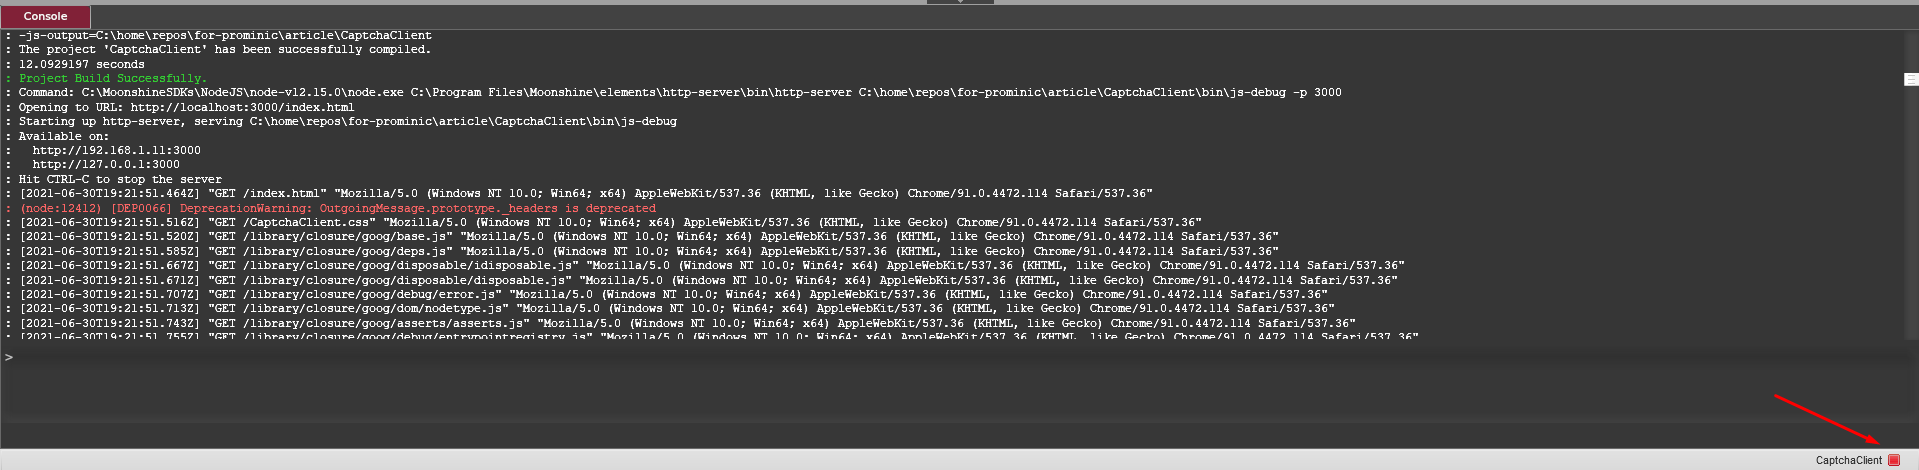 Console
: -js-output=C:\home\repos\for-prominic\article\CaptchaClient
: The project 'CaptchaClient' has been successfully compiled.
: 12.0929197 seconds
: Project Build Successfully.
: Command: C:\MoonshineSDKs\NodeJS\node-v12.15.0\node.exe C:\Program Files\Moonshine\elements\http-server\bin\http-server C:\home\repos\for-prominic\article\CaptchaClient\bin\js-debug -p 3000
: Opening to URL: http://localhost:3000/index.html
: Starting up http-server, serving C:\home\repos\for-prominic\article\CaptchaClient\bin\js-debug
: Available on:
:   http://192.168.1.11:3000
:   http://127.0.0.1:3000
: Hit CTRL-C to stop the server
: [2021-06-30T19:21:51.464Z] "GET /index.html" "Mozilla/5.0 (Windows NT 10.0; Win64; x64) AppleWebKit/537.36 (KHTML, like Gecko) Chrome/91.0.4472.114 Safari/537.36"
: (node:12412) [DEP0066] DeprecationWarning: OutgoingMessage.prototype._headers is deprecated
: [2021-06-30T19:21:51.516Z] "GET /CaptchaClient.css" "Mozilla/5.0 (Windows NT 10.0; Win64; x64) AppleWebKit/537.36 (KHTML, like Gecko) Chrome/91.0.4472.114 Safari/537.36"
: [2021-06-30T19:21:51.520Z] "GET /library/closure/goog/base.js" "Mozilla/5.0 (Windows NT 10.0; Win64; x64) AppleWebKit/537.36 (KHTML, like Gecko) Chrome/91.0.4472.114 Safari/537.36"
: [2021-06-30T19:21:51.585Z] "GET /library/closure/goog/deps.js" "Mozilla/5.0 (Windows NT 10.0; Win64; x64) AppleWebKit/537.36 (KHTML, like Gecko) Chrome/91.0.4472.114 Safari/537.36"
: [2021-06-30T19:21:51.667Z] "GET /library/closure/goog/disposable/idisposable.js" "Mozilla/5.0 (Windows NT 10.0; Win64; x64) AppleWebKit/537.36 (KHTML, like Gecko) Chrome/91.0.4472.114 Safari/537.36"
: [2021-06-30T19:21:51.671Z] "GET /library/closure/goog/disposable/disposable.js" "Mozilla/5.0 (Windows NT 10.0; Win64; x64) AppleWebKit/537.36 (KHTML, like Gecko) Chrome/91.0.4472.114 Safari/537.36"
: [2021-06-30T19:21:51.707Z] "GET /library/closure/goog/debug/error.js" "Mozilla/5.0 (Windows NT 10.0; Win64; x64) AppleWebKit/537.36 (KHTML, like Gecko) Chrome/91.0.4472.114 Safari/537.36"
: [2021-06-30T19:21:51.713Z] "GET /library/closure/goog/dom/nodetype.js" "Mozilla/5.0 (Windows NT 10.0; Win64; x64) AppleWebKit/537.36 (KHTML, like Gecko) Chrome/91.0.4472.114 Safari/537.36"
: [2021-06-30T19:21:51.743Z] "GET /library/closure/goog/asserts/asserts.js" "Mozilla/5.0 (Windows NT 10.0; Win64; x64) AppleWebKit/537.36 (KHTML, like Gecko) Chrome/91.0.4472.114 Safari/537.36"
: [2021-06-30T19:21:51.755Z] "GET /library/closure/goog/debug/entrypointregistry.js" "Mozilla/5.0 (Windows NT 10.0; Win64; x64) AppleWebKit/537.36 (KHTML, like Gecko) Chrome/91.0.4472.114 Safari/537.36"
>
CaptchaClient